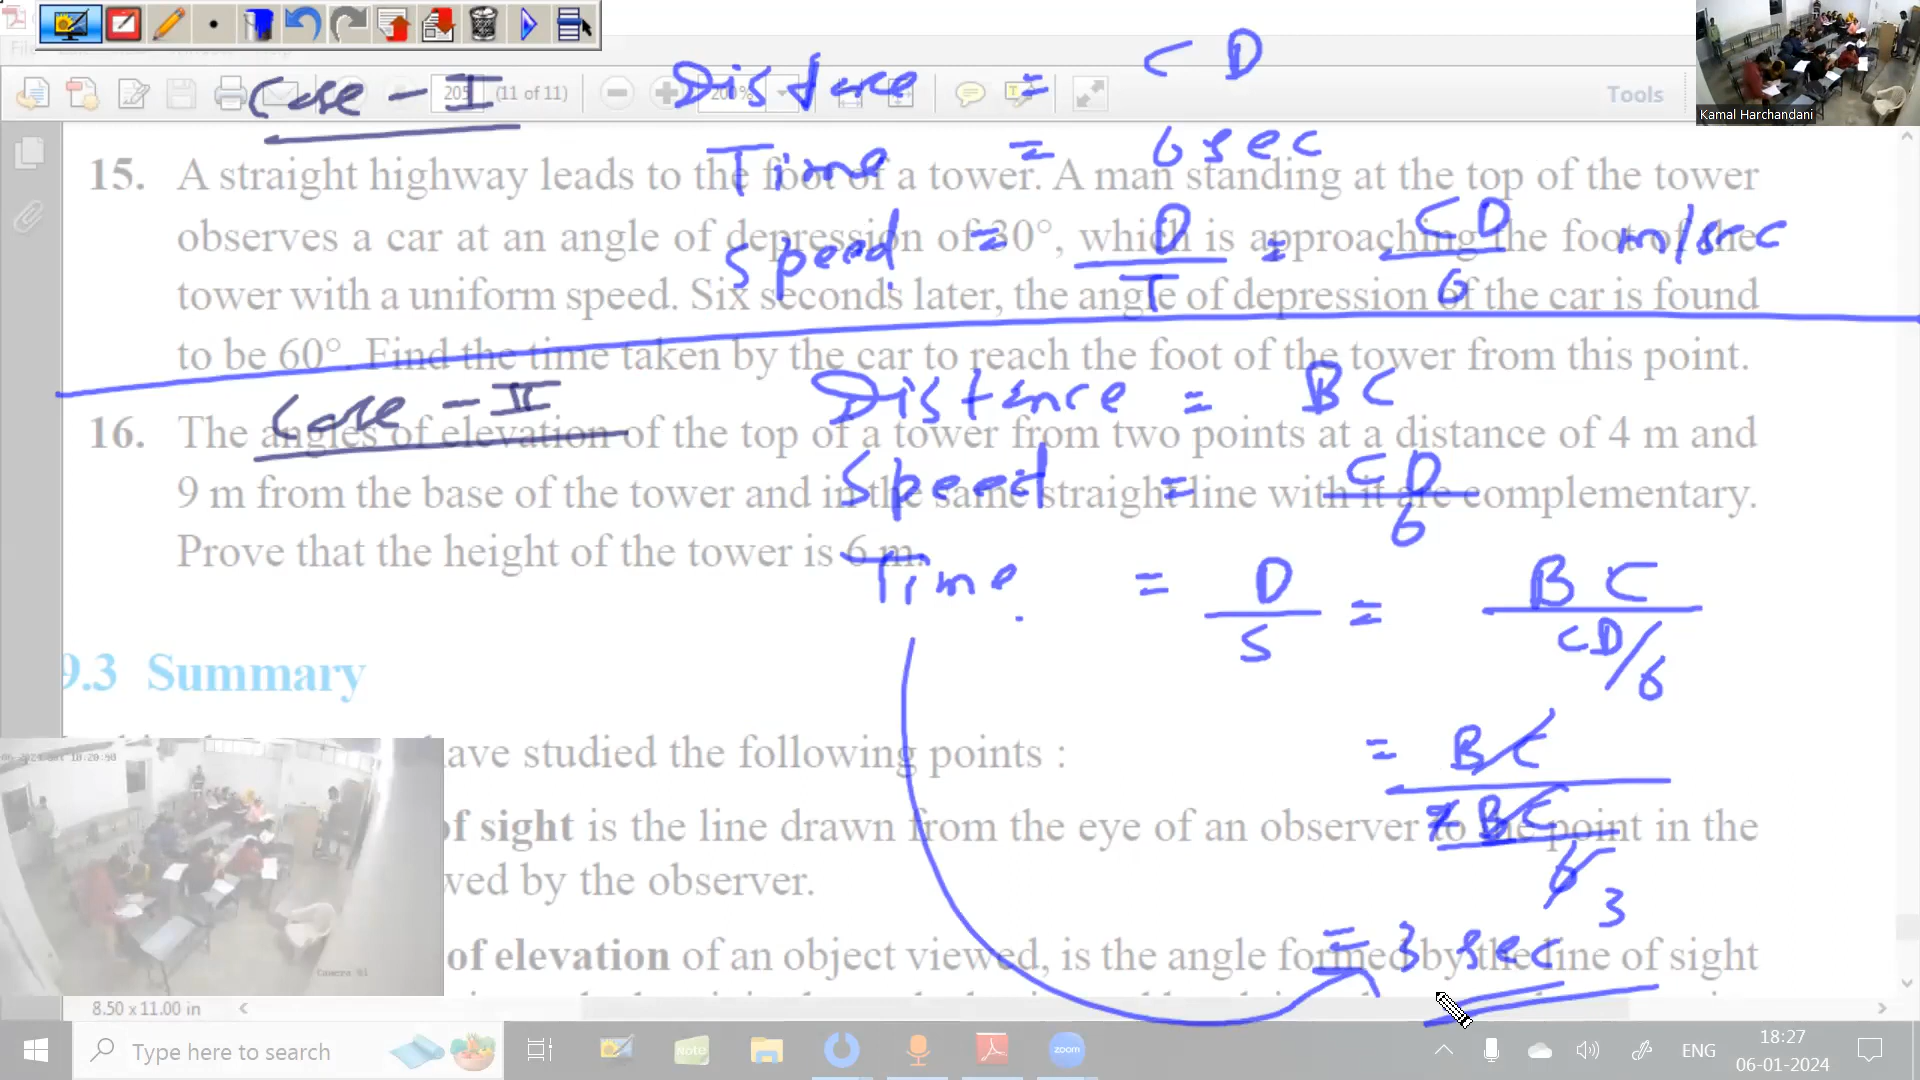 Case - I
Distance = CD
Time = 6 sec
Speed = D/T = CD/6 m/sec
205 (11 of 11)
200%
Tools
Kamal Harchandani
15. A straight highway leads to the foot of a tower. A man standing at the top of the tower
observes a car at an angle of depression of 30°, which is approaching the foot of the
tower with a uniform speed. Six seconds later, the angle of depression of the car is found
to be 60°. Find the time taken by the car to reach the foot of the tower from this point.
Case - II
Distance = BC
Speed = CD/6
Time = D/S = BC / CD/6
= BC / 2BC/6
3
= 3 sec
16. The angles of elevation of the top of a tower from two points at a distance of 4 m and
9 m from the base of the tower and in the same straight line with it are complementary.
Prove that the height of the tower is 6 m.
9.3 Summary
ave studied the following points :
of sight is the line drawn from the eye of an observer to the point in the
wed by the observer.
of elevation of an object viewed, is the angle formed by the line of sight
Camera 01
8.50 x 11.00 in
Type here to search
Note
zoom
ENG
18:27
06-01-2024